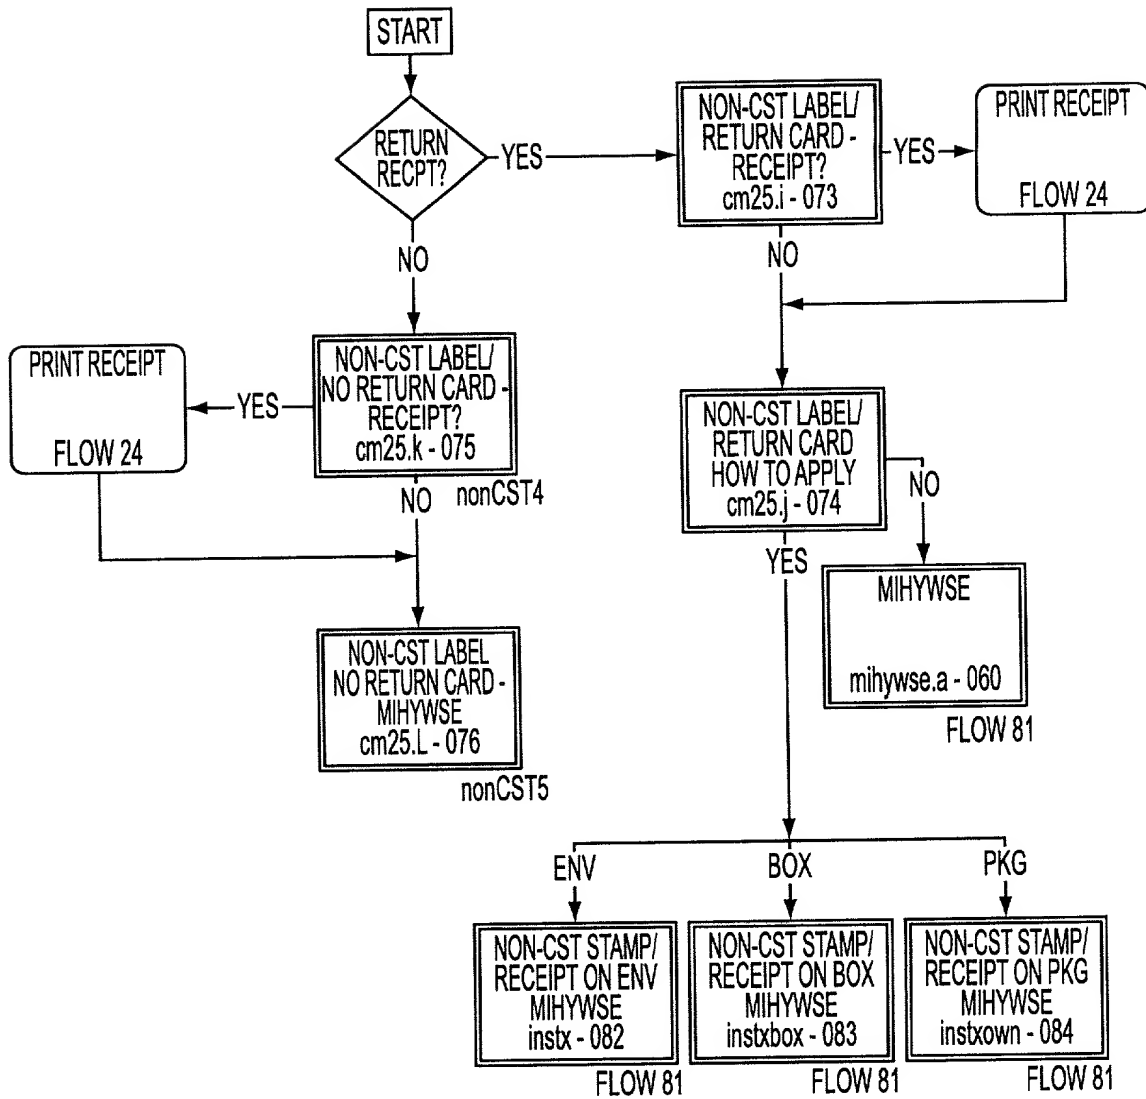 START
RETURN
RECPT?
YES
NON-CST LABEL/
RETURN CARD -
RECEIPT?
cm25.i - 073
YES
PRINT RECEIPT
FLOW 24
NO
NO
PRINT RECEIPT
FLOW 24
YES
NON-CST LABEL/
NO RETURN CARD -
RECEIPT?
cm25.k - 075
nonCST4
NO
NON-CST LABEL/
RETURN CARD
HOW TO APPLY
cm25.j - 074
NO
YES
MIHYWSE
mihywse.a - 060
FLOW 81
NON-CST LABEL
NO RETURN CARD -
MIHYWSE
cm25.L - 076
nonCST5
ENV
BOX
PKG
NON-CST STAMP/
RECEIPT ON ENV
MIHYWSE
instx - 082
FLOW 81
NON-CST STAMP/
RECEIPT ON BOX
MIHYWSE
instxbox - 083
FLOW 81
NON-CST STAMP/
RECEIPT ON PKG
MIHYWSE
instxown - 084
FLOW 81